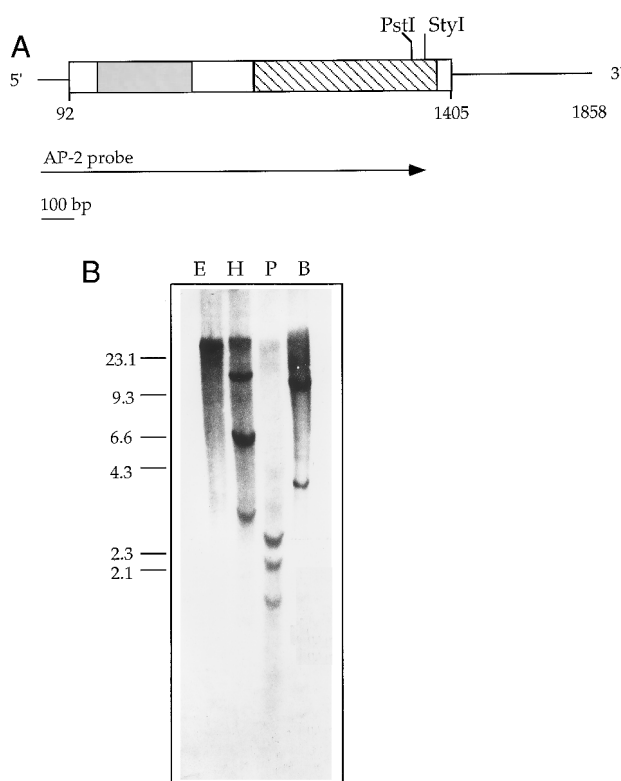 A
PstI StyI
5' 3'
92 1405 1858
AP-2 probe
100 bp
B
E H P B
23.1
9.3
6.6
4.3
2.3
2.1